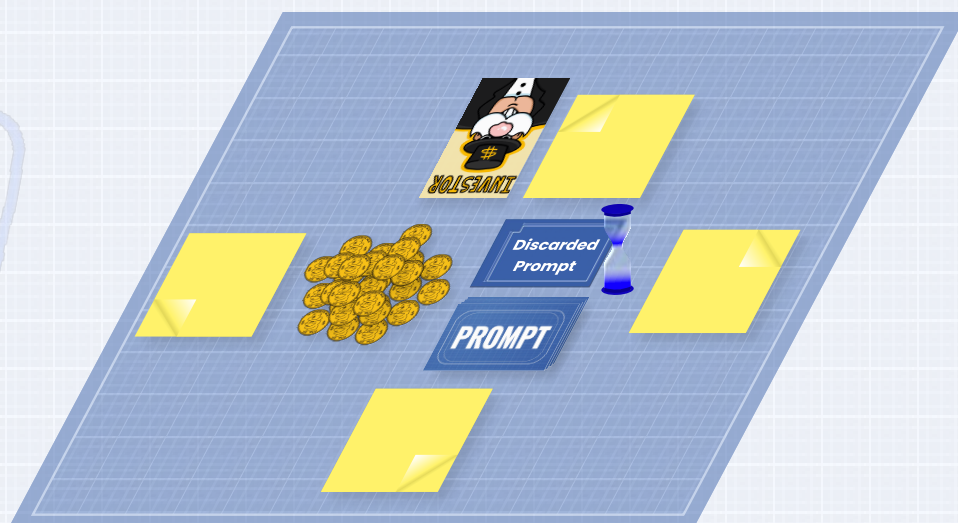 $
INVESTOR
Discarded
Prompt
PROMPT